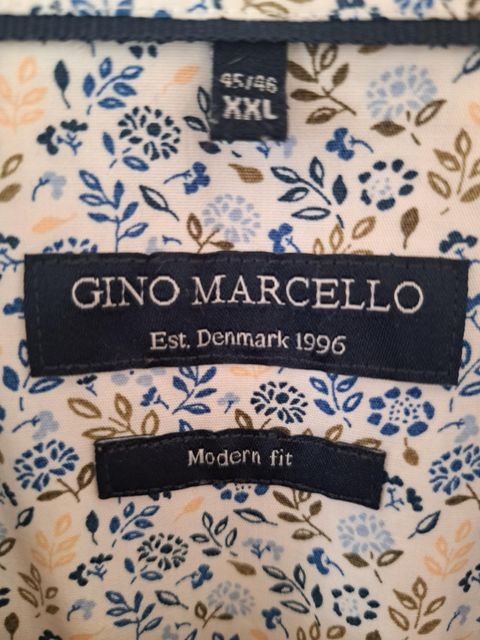 45/46
XXL
GINO MARCELLO
Est. Denmark 1996
Modern fit